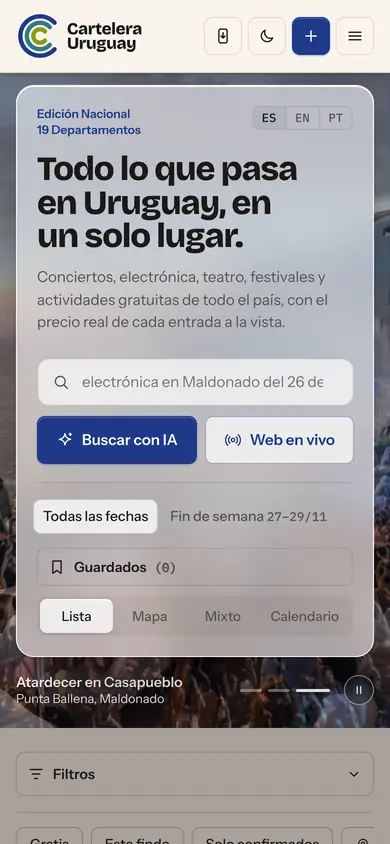 Cartelera
Uruguay
Edición Nacional
19 Departamentos
ES EN PT
Todo lo que pasa
en Uruguay, en
un solo lugar.
Conciertos, electrónica, teatro, festivales y
actividades gratuitas de todo el país, con el
precio real de cada entrada a la vista.
electrónica en Maldonado del 26 de
Buscar con IA
Web en vivo
Todas las fechas
Fin de semana 27–29/11
Guardados (0)
Lista Mapa Mixto Calendario
Atardecer en Casapueblo
Punta Ballena, Maldonado
Filtros
Gratis Este finde Solo confirmados